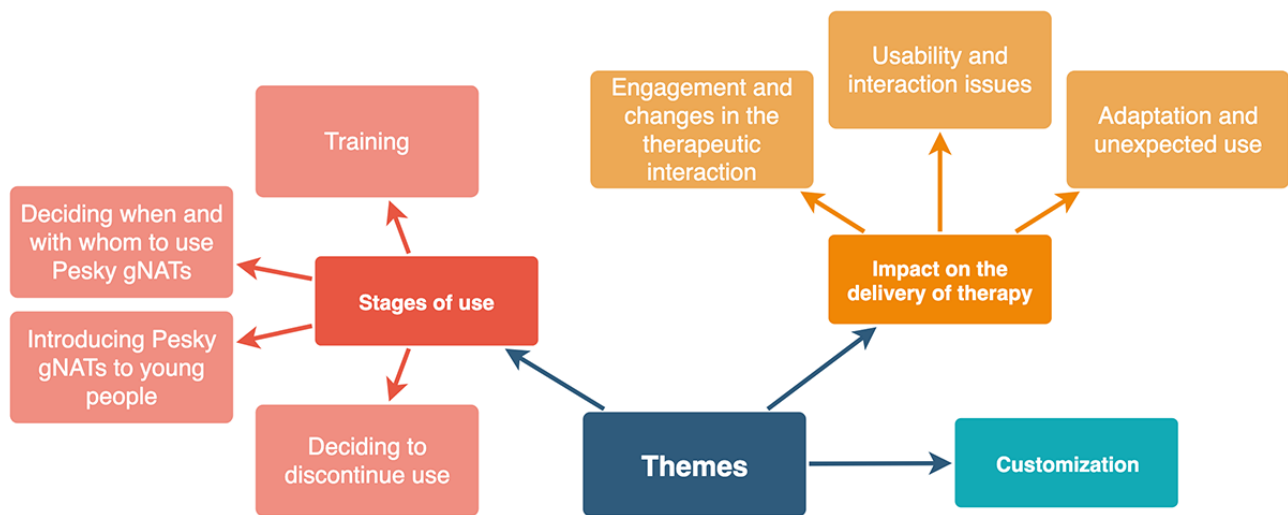 Training
Deciding when and
with whom to use
Pesky gNATs
Introducing Pesky
gNATs to young
people
Deciding to
discontinue use
Stages of use
Engagement and
changes in the
therapeutic
interaction
Usability and
interaction issues
Adaptation and
unexpected use
Impact on the
delivery of therapy
Themes
Customization